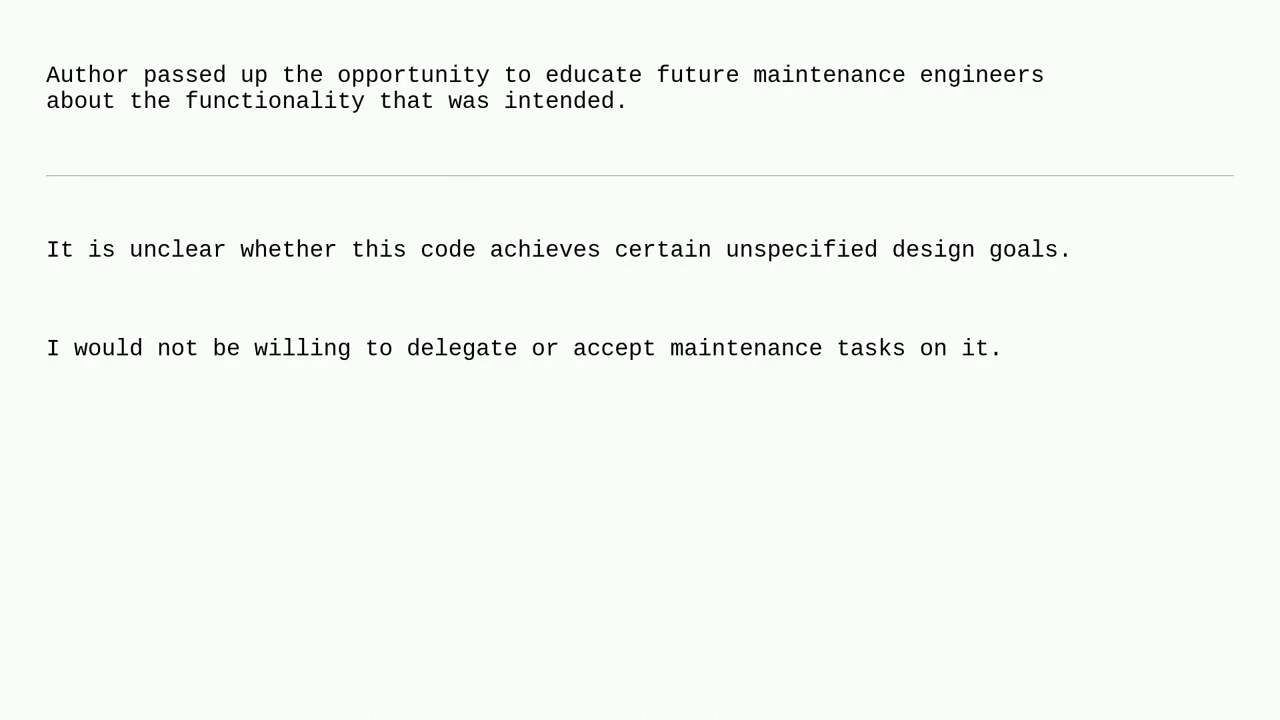 Author passed up the opportunity to educate future maintenance engineers
about the functionality that was intended.
It is unclear whether this code achieves certain unspecified design goals.
I would not be willing to delegate or accept maintenance tasks on it.